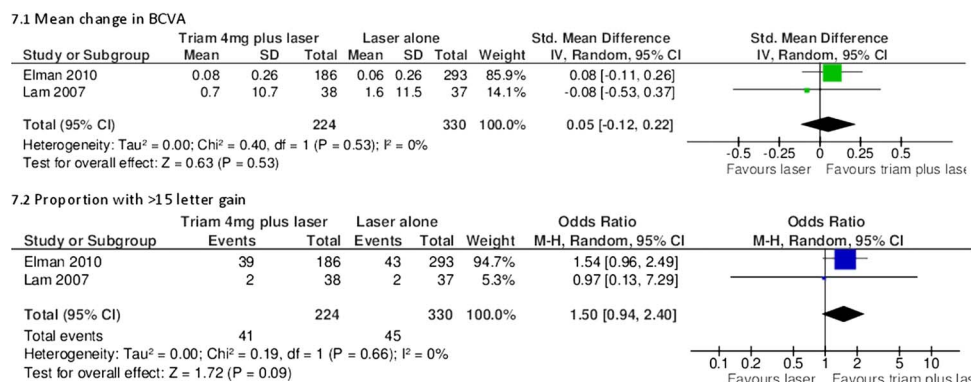 7.1 Mean change in BCVA
Triam 4mg plus laser Laser alone Std. Mean Difference Std. Mean Difference
Study or Subgroup Mean SD Total Mean SD Total Weight IV, Random, 95% CI IV, Random, 95% CI
Elman 2010 0.08 0.26 186 0.06 0.26 293 85.9% 0.08 [-0.11, 0.26]
Lam 2007 0.7 10.7 38 1.6 11.5 37 14.1% -0.08 [-0.53, 0.37]
Total (95% CI) 224 330 100.0% 0.05 [-0.12, 0.22]
Heterogeneity: Tau² = 0.00; Chi² = 0.40, df = 1 (P = 0.53); I² = 0%
Test for overall effect: Z = 0.63 (P = 0.53)
-0.5 -0.25 0 0.25 0.5
Favours laser Favours triam plus lase
7.2 Proportion with >15 letter gain
Triam 4mg plus laser Laser alone Odds Ratio Odds Ratio
Study or Subgroup Events Total Events Total Weight M-H, Random, 95% CI M-H, Random, 95% CI
Elman 2010 39 186 43 293 94.7% 1.54 [0.96, 2.49]
Lam 2007 2 38 2 37 5.3% 0.97 [0.13, 7.29]
Total (95% CI) 224 330 100.0% 1.50 [0.94, 2.40]
Total events 41 45
Heterogeneity: Tau² = 0.00; Chi² = 0.19, df = 1 (P = 0.66); I² = 0%
Test for overall effect: Z = 1.72 (P = 0.09)
0.1 0.2 0.5 1 2 5 10
Favours laser Favours triam plus las